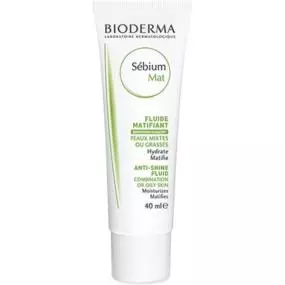 BIODERMA
LABORATOIRE DERMATOLOGIQUE
Sébium
Mat
FLUIDE
MATIFIANT
PEAUX MIXTES
OU GRASSES
Hydrate
Matifie
ANTI-SHINE
FLUID
COMBINATION
OR OILY SKIN
Moisturizes
Matifies
40 ml e